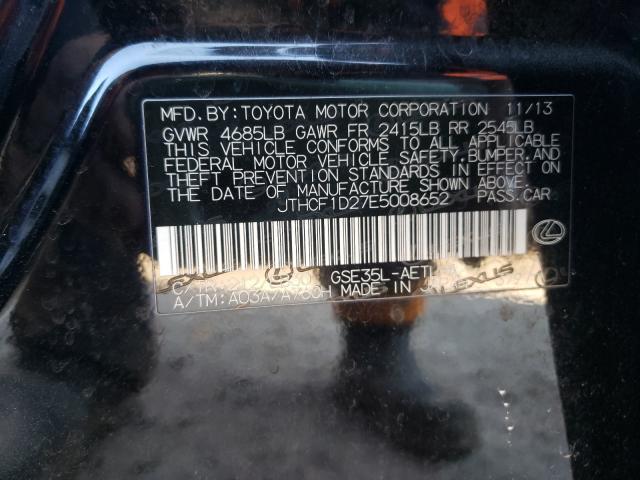 MFD. BY: TOYOTA MOTOR CORPORATION 11/13
GVWR 4685LB GAWR FR 2415LB RR 2545LB
THIS VEHICLE CONFORMS TO ALL APPLICABLE
FEDERAL MOTOR VEHICLE SAFETY, BUMPER, AND
THEFT PREVENTION STANDARDS IN EFFECT ON
THE DATE OF MANUFACTURE SHOWN ABOVE.
JTHCF1D27E5008652 PASS. CAR
GSE35L-AETL
A/TM: A03A/A760H MADE IN
LEXUS